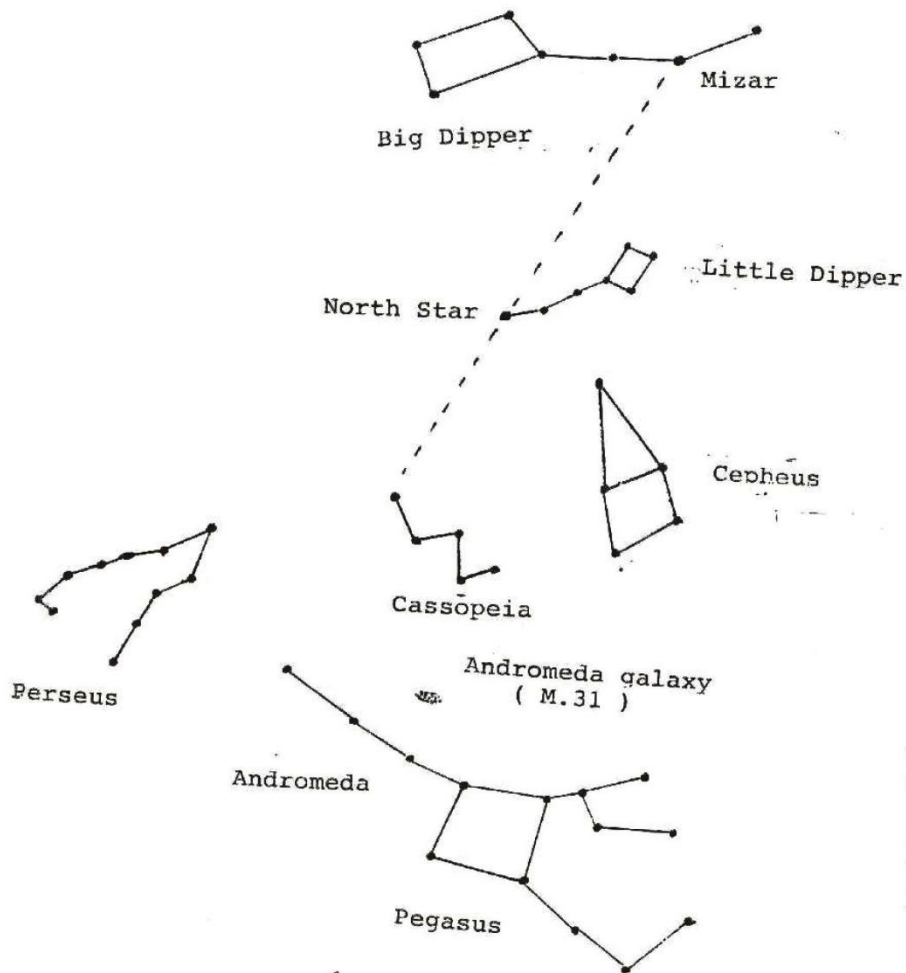 Mizar
Big Dipper
Little Dipper
North Star
Cepheus
Cassopeia
Andromeda galaxy
( M.31 )
Perseus
Andromeda
Pegasus